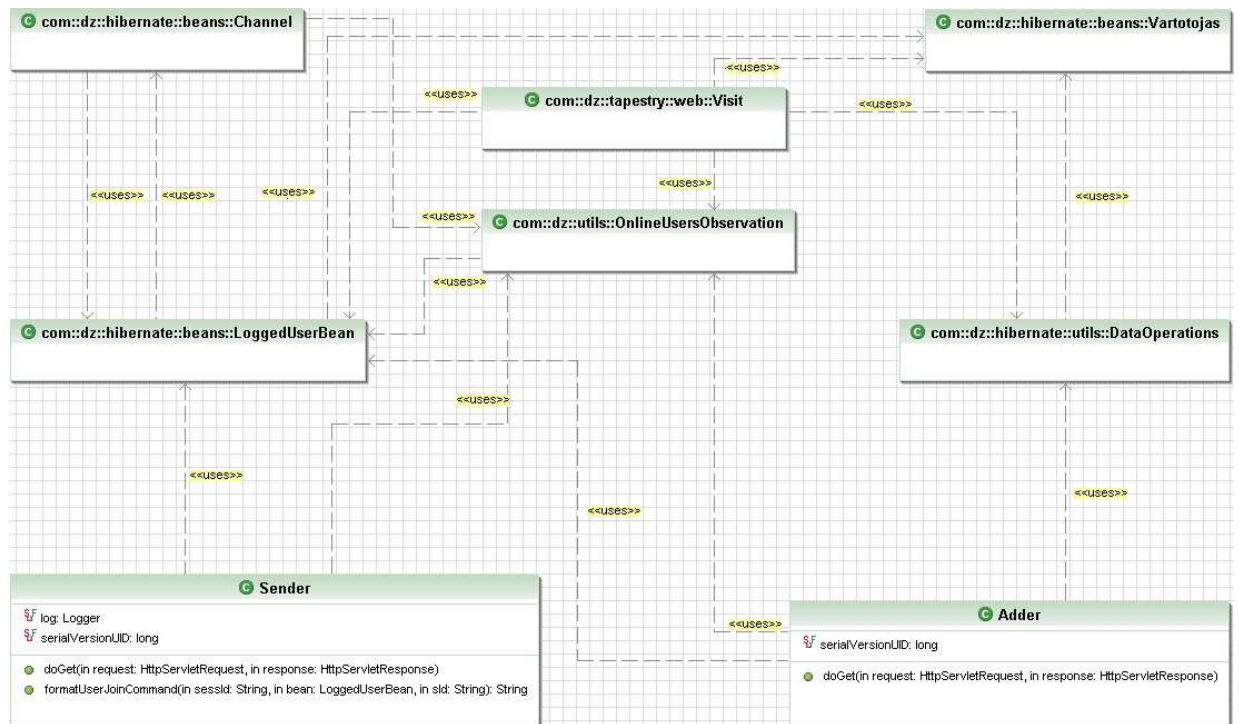 com::dz::hibernate::beans::Channel
com::dz::hibernate::beans::Vartotojas
<<uses>>
<<uses>>
com::dz::tapestry::web::Visit
<<uses>>
<<uses>>
<<uses>>
<<uses>>
<<uses>>
<<uses>>
<<uses>>
com::dz::utils::OnlineUsersObservation
<<uses>>
com::dz::hibernate::beans::LoggedUserBean
com::dz::hibernate::utils::DataOperations
<<uses>>
<<uses>>
<<uses>>
<<uses>>
Sender
log: Logger
serialVersionUID: long
doGet(in request: HttpServletRequest, in response: HttpServletResponse)
formatUserJoinCommand(in sessId: String, in bean: LoggedUserBean, in sId: String): String
<<uses>>
Adder
serialVersionUID: long
doGet(in request: HttpServletRequest, in response: HttpServletResponse)